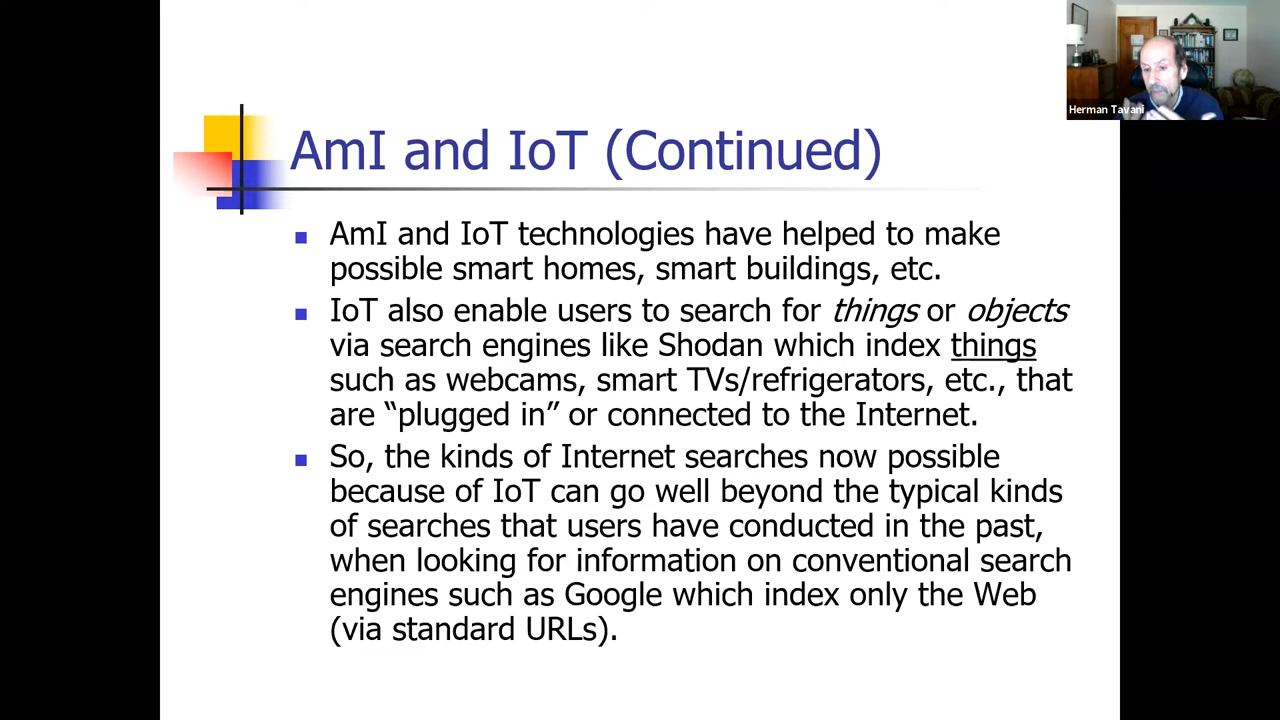 Herman Tavani
AmI and IoT (Continued)
AmI and IoT technologies have helped to make
possible smart homes, smart buildings, etc.
IoT also enable users to search for things or objects
via search engines like Shodan which index things
such as webcams, smart TVs/refrigerators, etc., that
are “plugged in” or connected to the Internet.
So, the kinds of Internet searches now possible
because of IoT can go well beyond the typical kinds
of searches that users have conducted in the past,
when looking for information on conventional search
engines such as Google which index only the Web
(via standard URLs).